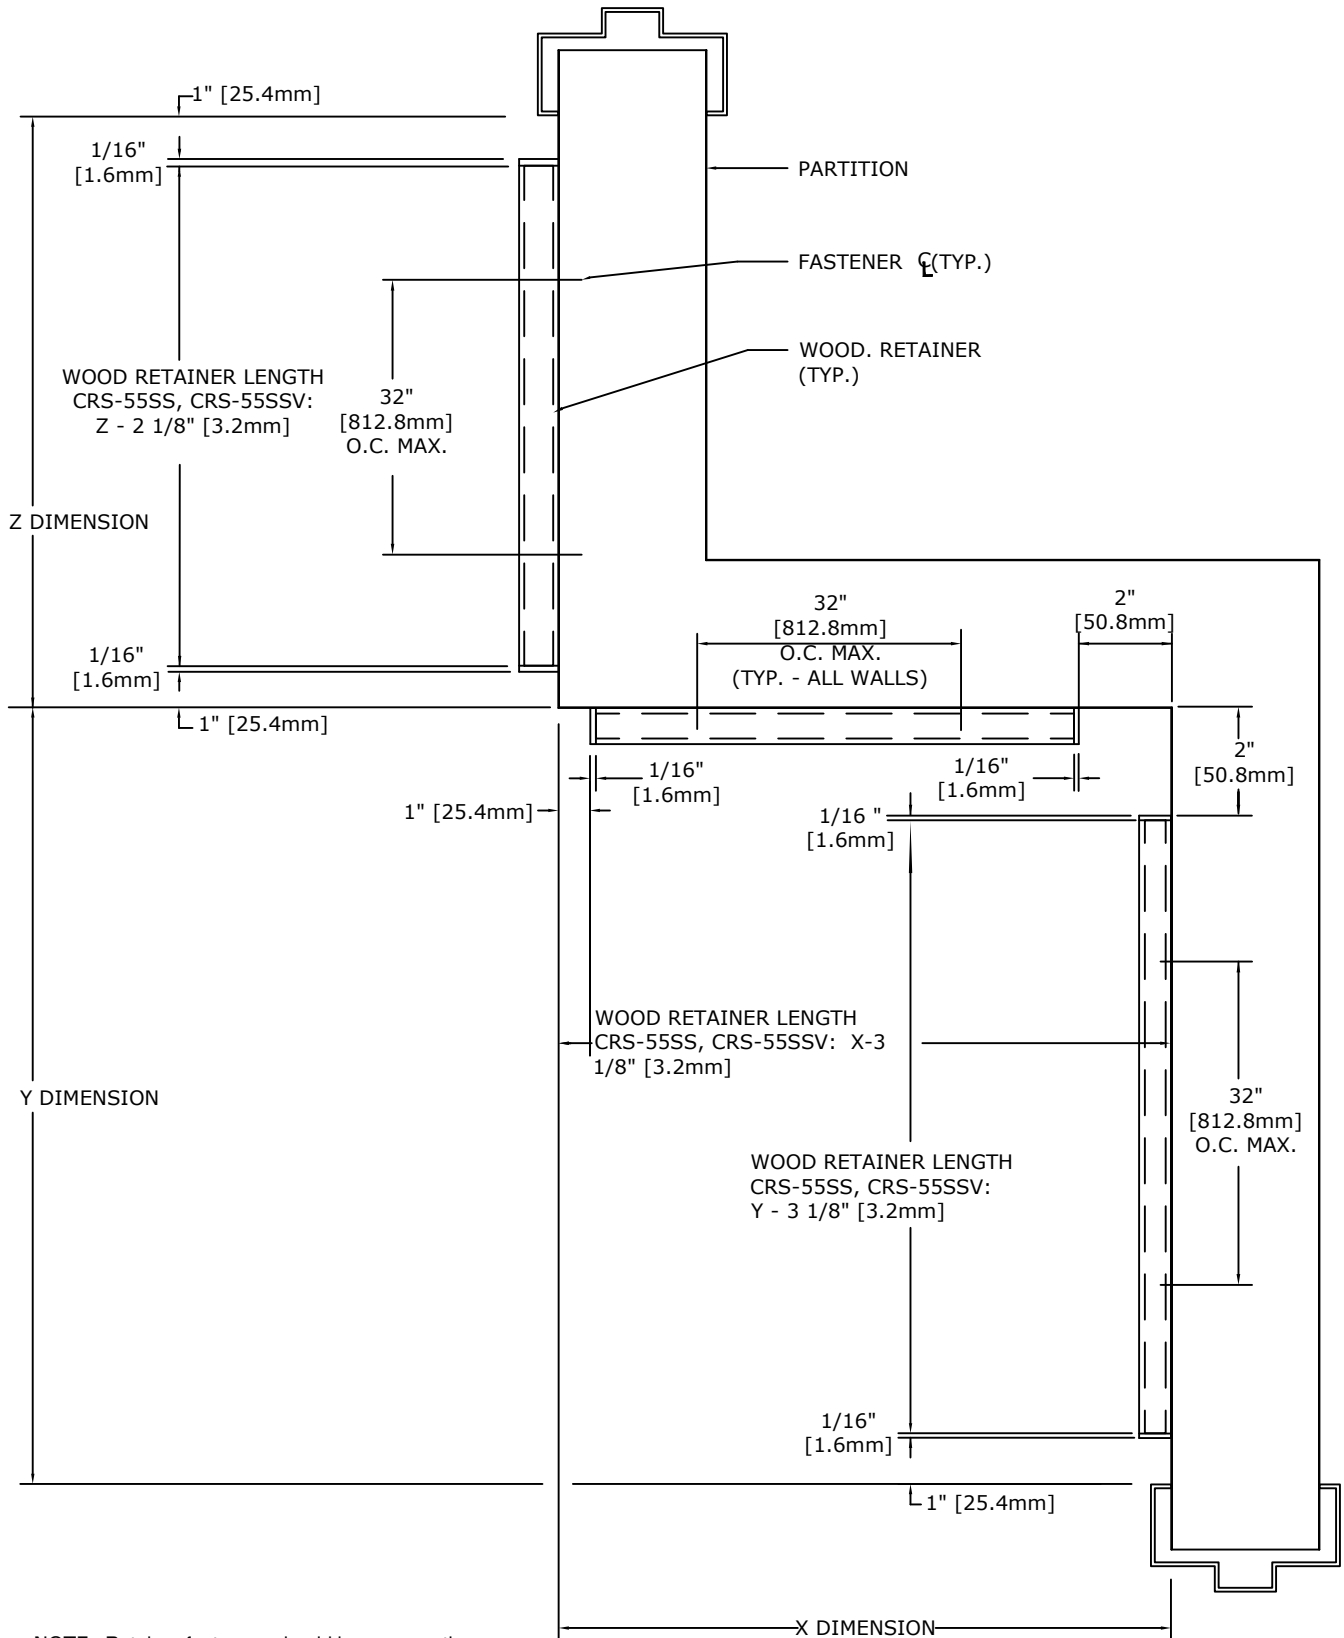 1" [25.4mm]
1/16"
[1.6mm]
PARTITION
FASTENER ℄(TYP.)
WOOD. RETAINER
(TYP.)
WOOD RETAINER LENGTH
CRS-55SS, CRS-55SSV:
Z - 2 1/8" [3.2mm]
32"
[812.8mm]
O.C. MAX.
Z DIMENSION
1/16"
[1.6mm]
1" [25.4mm]
32"
[812.8mm]
O.C. MAX.
(TYP. - ALL WALLS)
2"
[50.8mm]
2"
[50.8mm]
1/16"
[1.6mm]
1/16"
[1.6mm]
1" [25.4mm]
1/16 "
[1.6mm]
WOOD RETAINER LENGTH
CRS-55SS, CRS-55SSV: X-3
1/8" [3.2mm]
Y DIMENSION
32"
[812.8mm]
O.C. MAX.
WOOD RETAINER LENGTH
CRS-55SS, CRS-55SSV:
Y - 3 1/8" [3.2mm]
1/16"
[1.6mm]
1" [25.4mm]
X DIMENSION